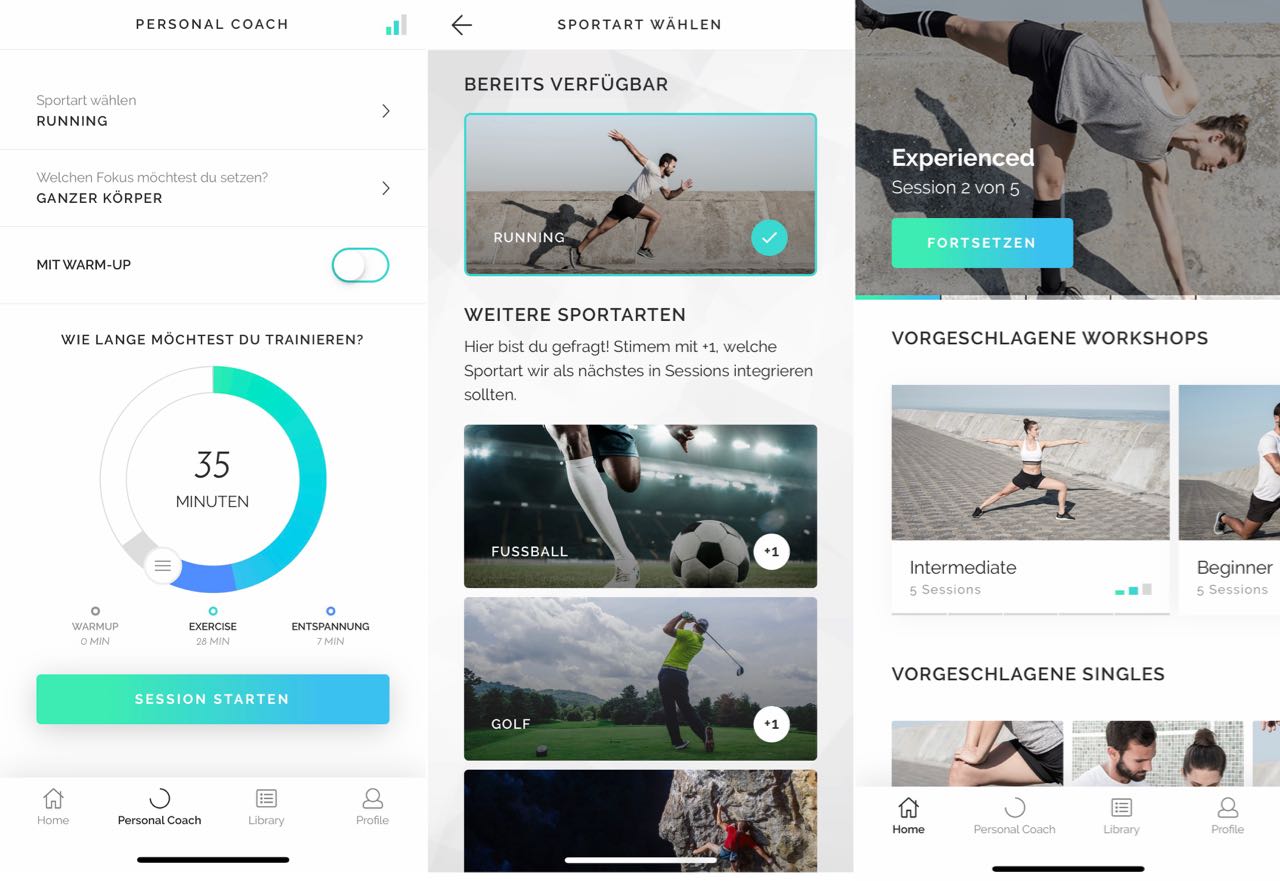 PERSONAL COACH
Sportart wählen
RUNNING
Welchen Fokus möchtest du setzen?
GANZER KÖRPER
MIT WARM-UP
WIE LANGE MÖCHTEST DU TRAINIEREN?
35
MINUTEN
WARMUP
0 MIN
EXERCISE
28 MIN
ENTSPANNUNG
7 MIN
SESSION STARTEN
Home
Personal Coach
Library
Profile
SPORTART WÄHLEN
BEREITS VERFÜGBAR
RUNNING
WEITERE SPORTARTEN
Hier bist du gefragt! Stimem mit +1, welche
Sportart wir als nächstes in Sessions integrieren
sollten.
FUSSBALL
+1
GOLF
+1
Experienced
Session 2 von 5
FORTSETZEN
VORGESCHLAGENE WORKSHOPS
Intermediate
5 Sessions
Beginner
5 Sessions
VORGESCHLAGENE SINGLES
Home
Personal Coach
Library
Profile